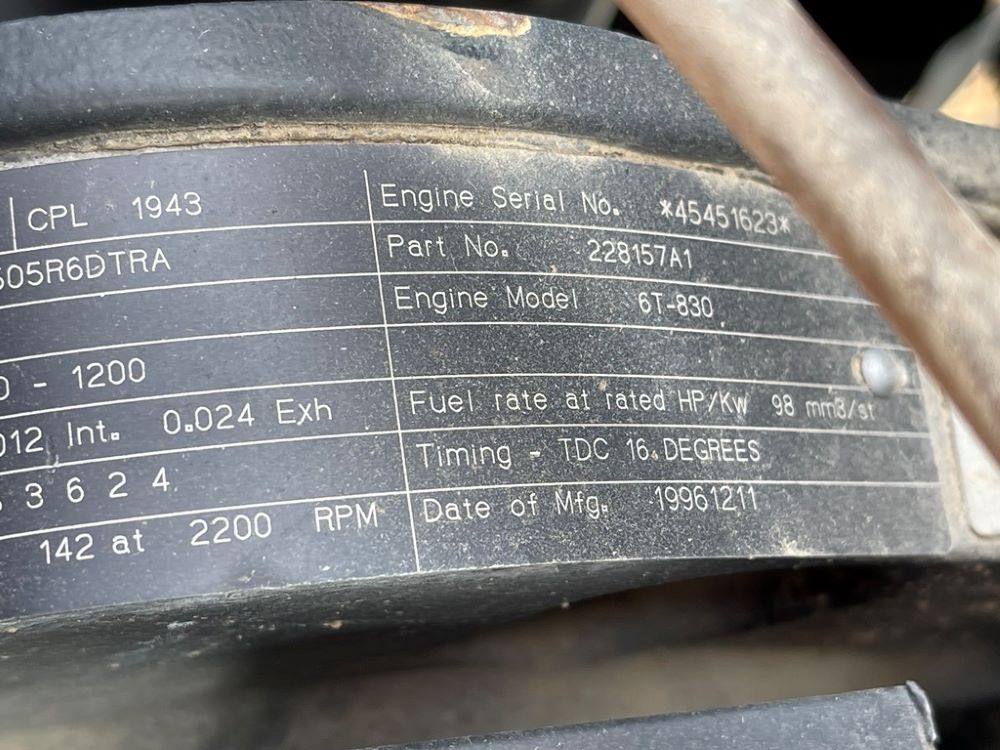 CPL 1943
Engine Serial No. *45451623*
505R6DTRA
Part No. 228157A1
Engine Model 6T-830
0 - 1200
012 Int. 0.024 Exh
Fuel rate at rated HP/Kw 98 mm3/st
3 6 2 4
Timing - TDC 16.DEGREES
142 at 2200 RPM
Date of Mfg. 19961211